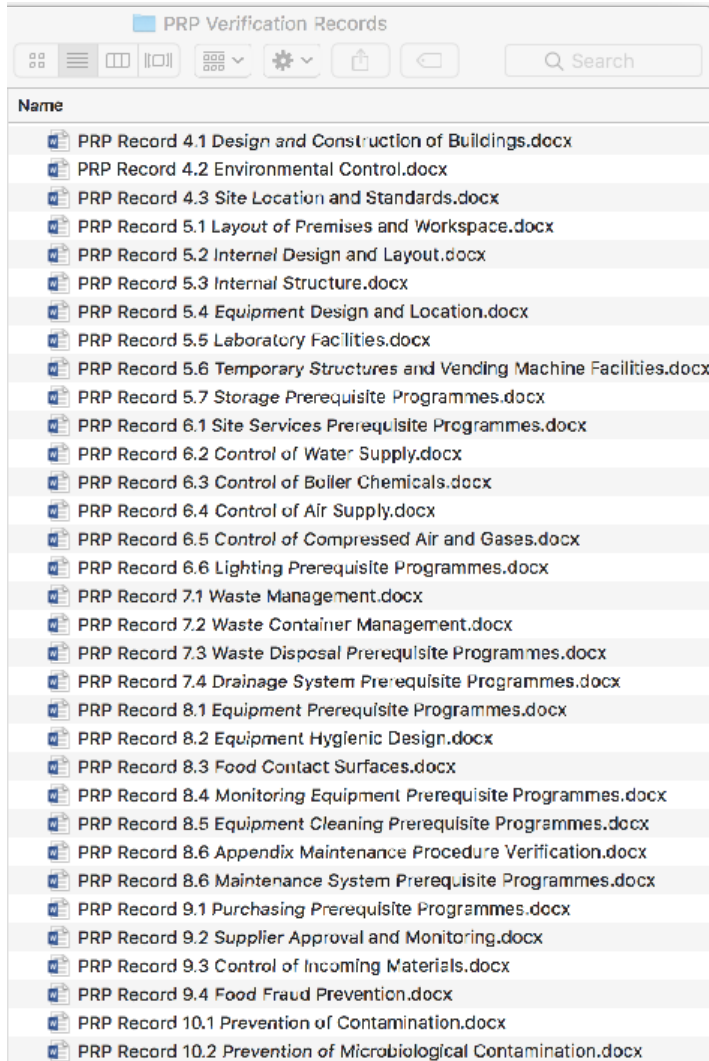 PRP Verification Records
Search
Name
PRP Record 4.1 Design and Construction of Buildings.docx
PRP Record 4.2 Environmental Control.docx
PRP Record 4.3 Site Location and Standards.docx
PRP Record 5.1 Layout of Premises and Workspace.docx
PRP Record 5.2 Internal Design and Layout.docx
PRP Record 5.3 Internal Structure.docx
PRP Record 5.4 Equipment Design and Location.docx
PRP Record 5.5 Laboratory Facilities.docx
PRP Record 5.6 Temporary Structures and Vending Machine Facilities.docx
PRP Record 5.7 Storage Prerequisite Programmes.docx
PRP Record 6.1 Site Services Prerequisite Programmes.docx
PRP Record 6.2 Control of Water Supply.docx
PRP Record 6.3 Control of Boiler Chemicals.docx
PRP Record 6.4 Control of Air Supply.docx
PRP Record 6.5 Control of Compressed Air and Gases.docx
PRP Record 6.6 Lighting Prerequisite Programmes.docx
PRP Record 7.1 Waste Management.docx
PRP Record 7.2 Waste Container Management.docx
PRP Record 7.3 Waste Disposal Prerequisite Programmes.docx
PRP Record 7.4 Drainage System Prerequisite Programmes.docx
PRP Record 8.1 Equipment Prerequisite Programmes.docx
PRP Record 8.2 Equipment Hygienic Design.docx
PRP Record 8.3 Food Contact Surfaces.docx
PRP Record 8.4 Monitoring Equipment Prerequisite Programmes.docx
PRP Record 8.5 Equipment Cleaning Prerequisite Programmes.docx
PRP Record 8.6 Appendix Maintenance Procedure Verification.docx
PRP Record 8.6 Maintenance System Prerequisite Programmes.docx
PRP Record 9.1 Purchasing Prerequisite Programmes.docx
PRP Record 9.2 Supplier Approval and Monitoring.docx
PRP Record 9.3 Control of Incoming Materials.docx
PRP Record 9.4 Food Fraud Prevention.docx
PRP Record 10.1 Prevention of Contamination.docx
PRP Record 10.2 Prevention of Microbiological Contamination.docx